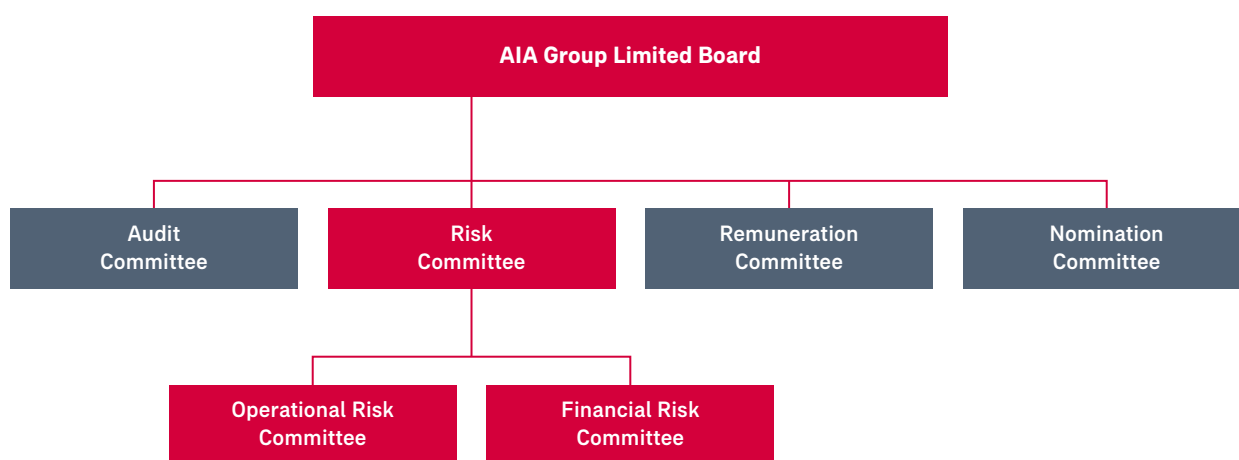 AIA Group Limited Board
Audit
Committee
Risk
Committee
Remuneration
Committee
Nomination
Committee
Operational Risk
Committee
Financial Risk
Committee